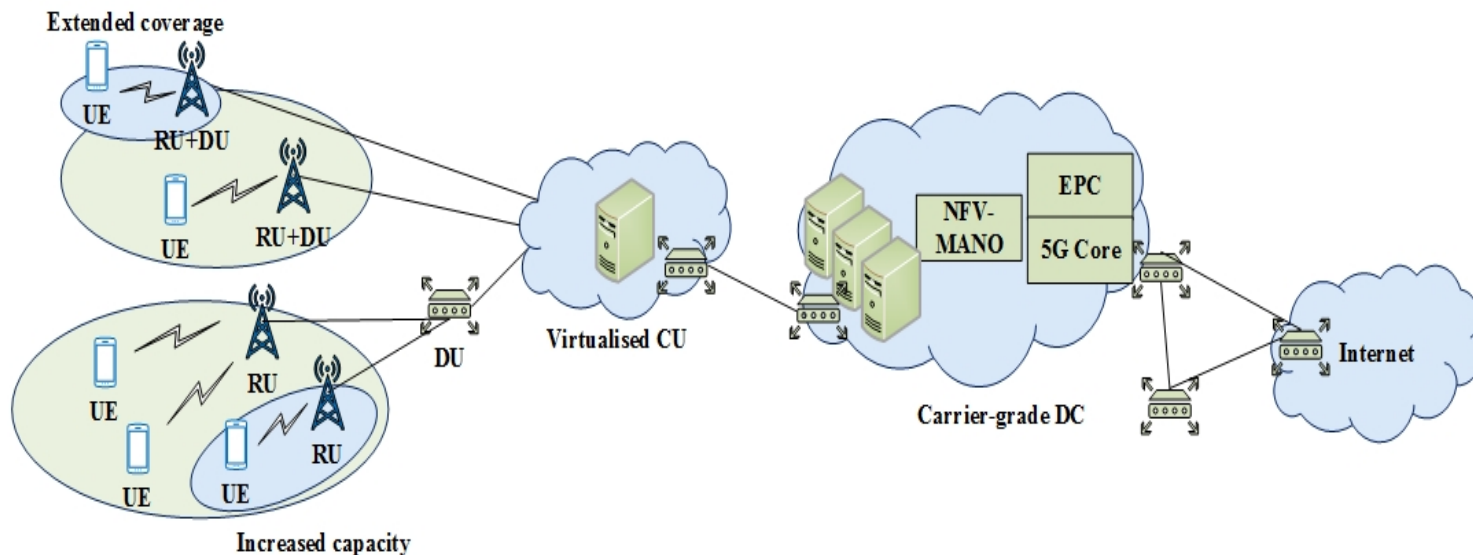 Extended coverage
UE
RU+DU
UE
RU+DU
UE
RU
UE
UE
RU
DU
Increased capacity
Virtualised CU
NFV-
MANO
EPC
5G Core
Carrier-grade DC
Internet